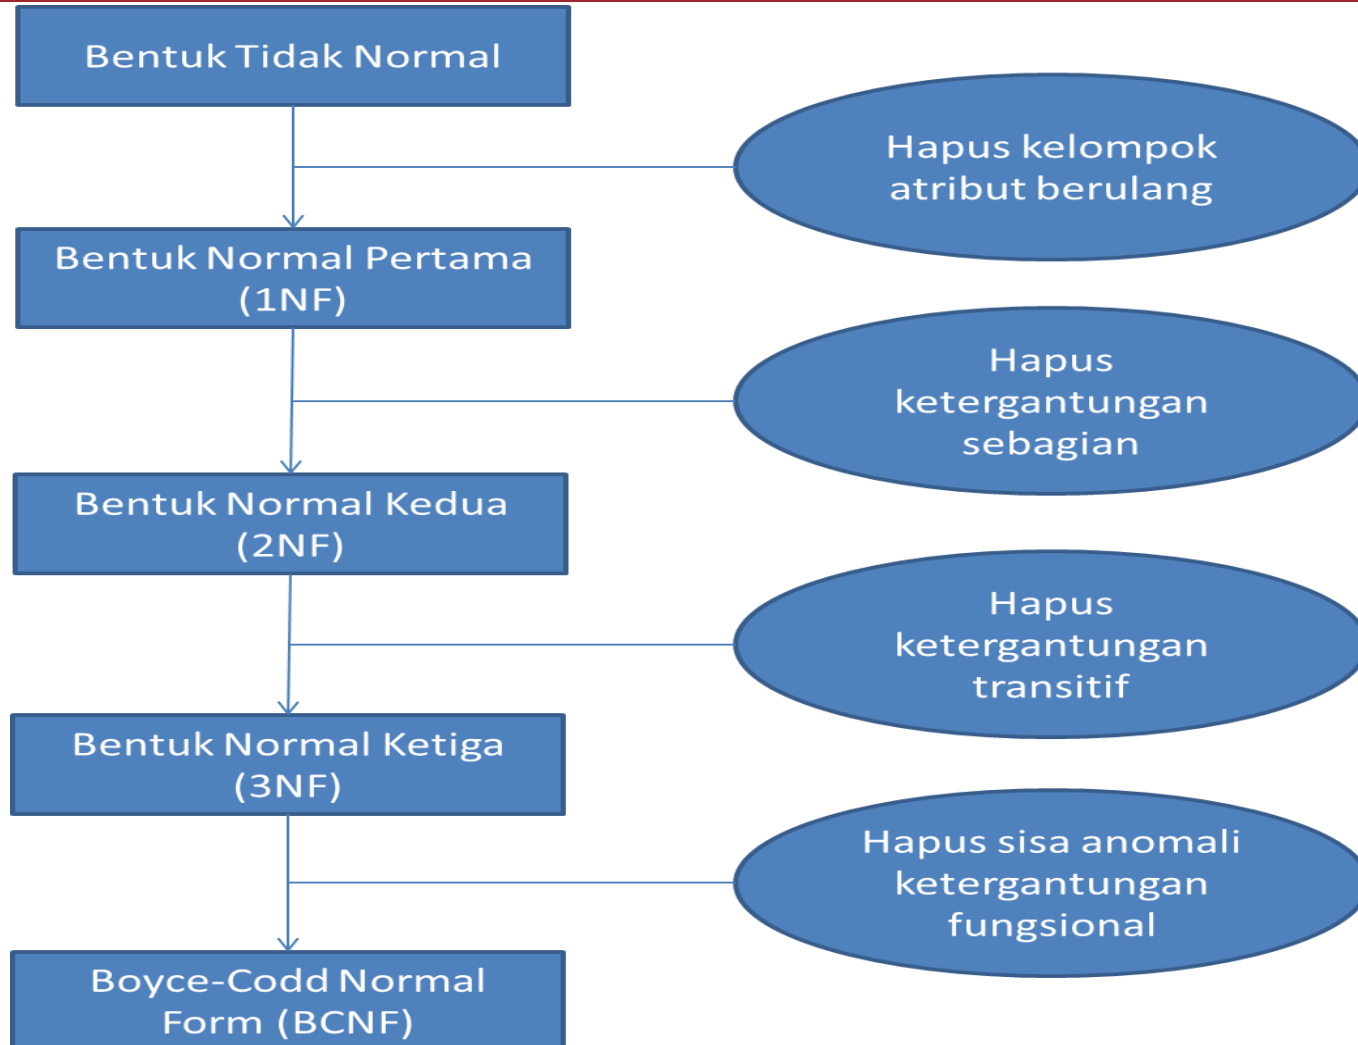 Bentuk Tidak Normal
Hapus kelompok
atribut berulang
Bentuk Normal Pertama
(1NF)
Hapus
ketergantungan
sebagian
Bentuk Normal Kedua
(2NF)
Hapus
ketergantungan
transitif
Bentuk Normal Ketiga
(3NF)
Hapus sisa anomali
ketergantungan
fungsional
Boyce-Codd Normal
Form (BCNF)